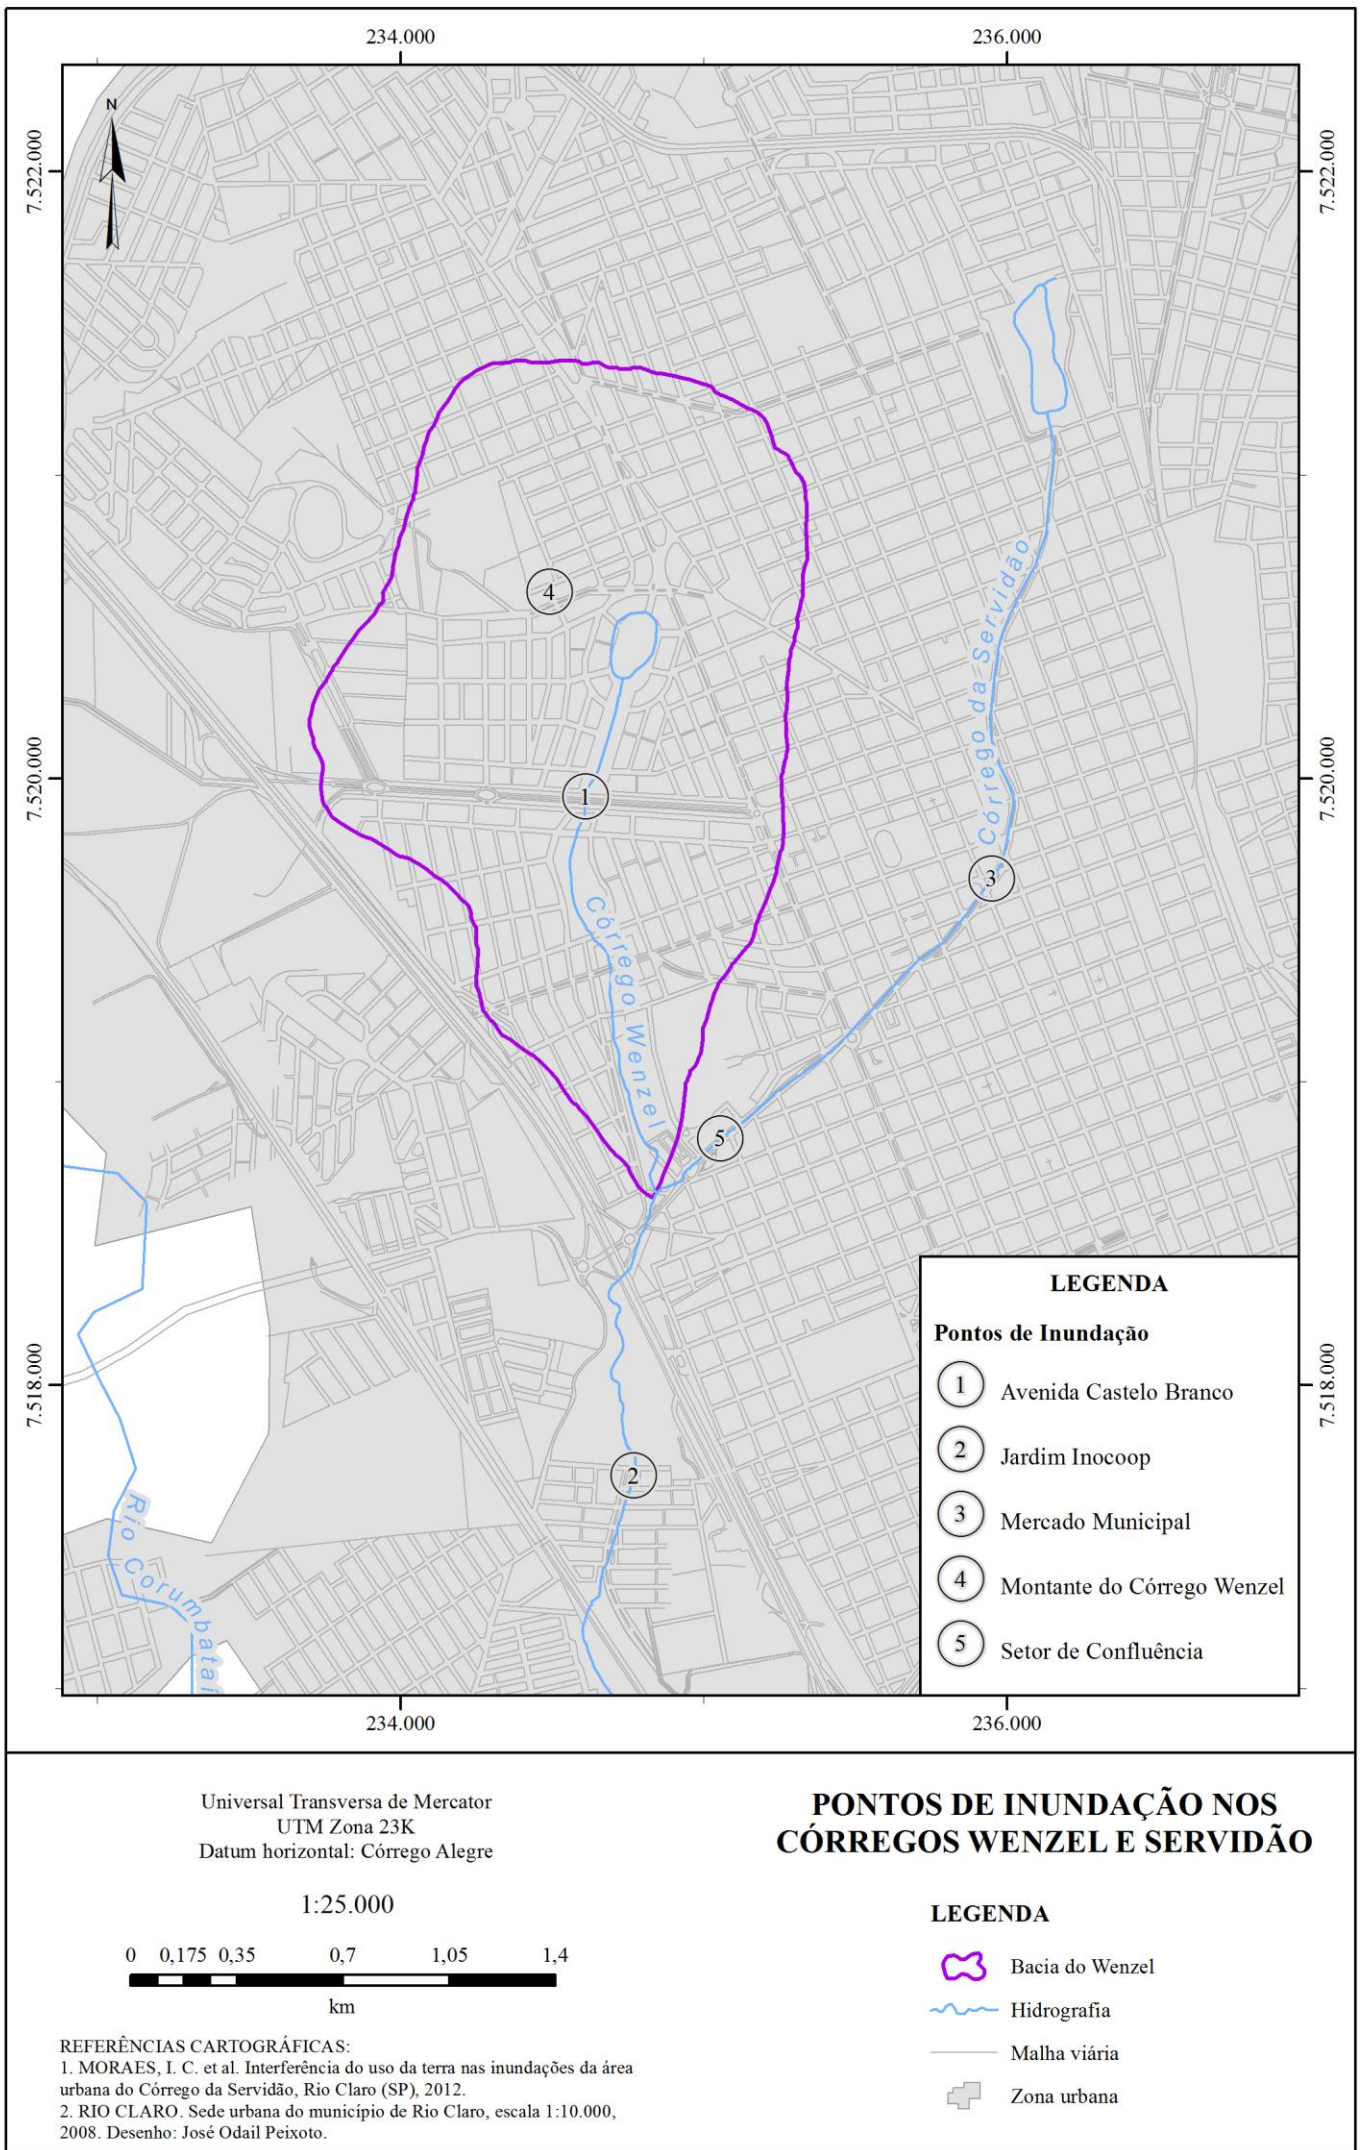 234.000
236.000
N
7.522.000
7.522.000
4
Córrego da Servidão
7.520.000
7.520.000
1
3
Córrego Wenzel
5
LEGENDA
Pontos de Inundação
1 Avenida Castelo Branco
2 Jardim Inocoop
3 Mercado Municipal
4 Montante do Córrego Wenzel
5 Setor de Confluência
7.518.000
7.518.000
2
Rio Corumbataí
234.000
236.000
Universal Transversa de Mercator
UTM Zona 23K
Datum horizontal: Córrego Alegre
1:25.000
0 0,175 0,35 0,7 1,05 1,4
km
REFERÊNCIAS CARTOGRÁFICAS:
1. MORAES, I. C. et al. Interferência do uso da terra nas inundações da área
urbana do Córrego da Servidão, Rio Claro (SP), 2012.
2. RIO CLARO. Sede urbana do município de Rio Claro, escala 1:10.000,
2008. Desenho: José Odail Peixoto.
PONTOS DE INUNDAÇÃO NOS
CÓRREGOS WENZEL E SERVIDÃO
LEGENDA
Bacia do Wenzel
Hidrografia
Malha viária
Zona urbana